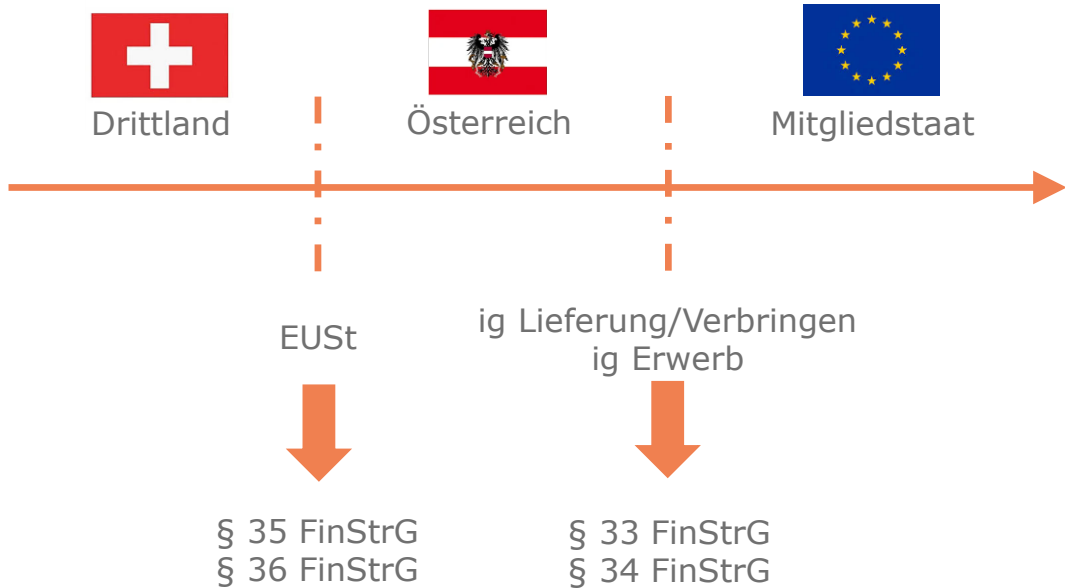 Drittland
Österreich
Mitgliedstaat
EUSt
ig Lieferung/Verbringen
ig Erwerb
§ 35 FinStrG
§ 36 FinStrG
§ 33 FinStrG
§ 34 FinStrG